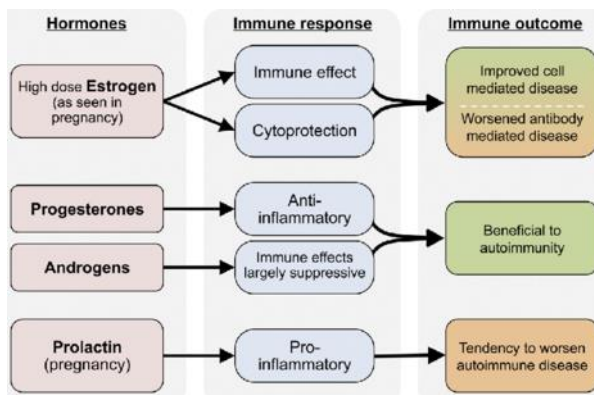 Hormones
Immune response
Immune outcome
High dose Estrogen
(as seen in
pregnancy)
Immune effect
Cytoprotection
Improved cell
mediated disease
Worsened antibody
mediated disease
Progesterones
Anti-
inflammatory
Androgens
Immune effects
largely suppressive
Beneficial to
autoimmunity
Prolactin
(pregnancy)
Pro-
inflammatory
Tendency to worsen
autoimmune disease